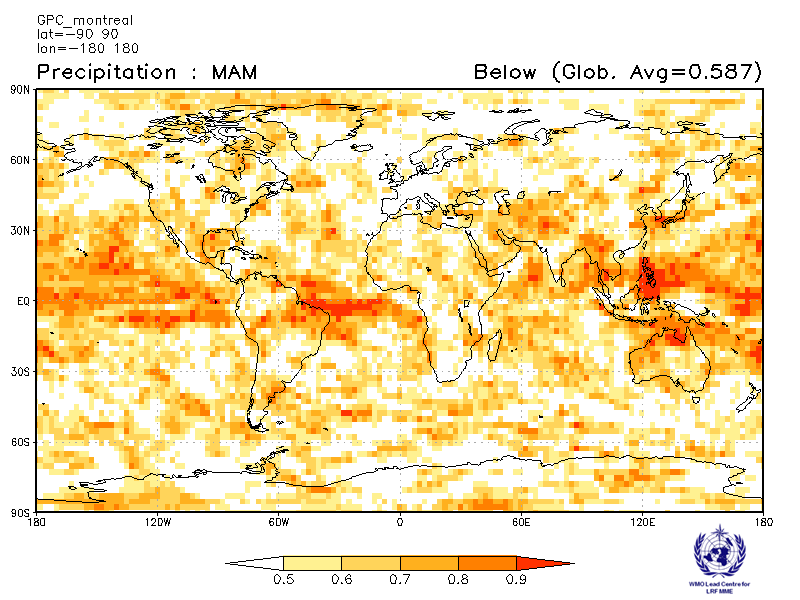 GPC_montreal
lat=-90 90
lon=-180 180
Precipitation : MAM Below (Glob. Avg=0.587)
90N
60N
30N
EQ
30S
60S
90S
180 120W 60W 0 60E 120E 180
0.5 0.6 0.7 0.8 0.9
WMO Lead Centre for
LRF MME